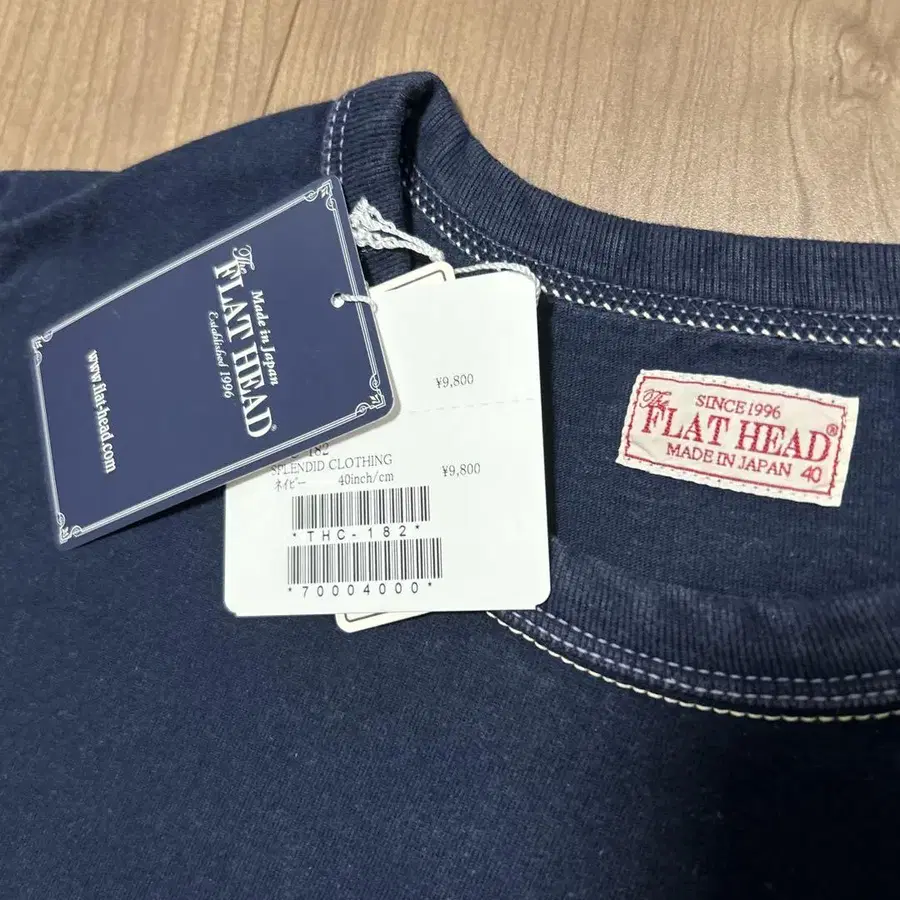 The
FLAT HEAD®
Made in Japan
Established 1996
www.flat-head.com
¥9,800
182
SPLENDID CLOTHING
¥9,800
ネイビー 40inch/cm
*THC-182*
*70004000*
SINCE 1996
The
FLAT HEAD®
MADE IN JAPAN 40